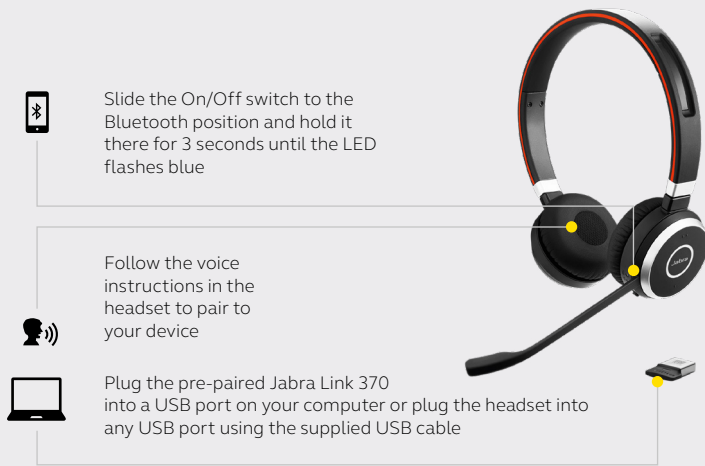 Slide the On/Off switch to the
Bluetooth position and hold it
there for 3 seconds until the LED
flashes blue
Follow the voice
instructions in the
headset to pair to
your device
Jabra
Plug the pre-paired Jabra Link 370
into a USB port on your computer or plug the headset into
any USB port using the supplied USB cable